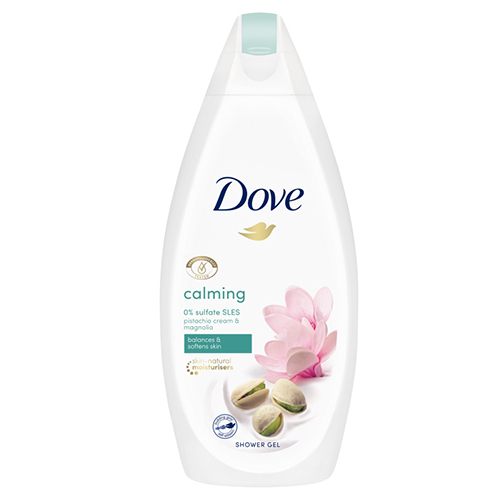 Dove
calming
0% sulfate SLES
pistachio cream &
magnolia
balances &
softens skin
skin-natural
moisturisers
SHOWER GEL